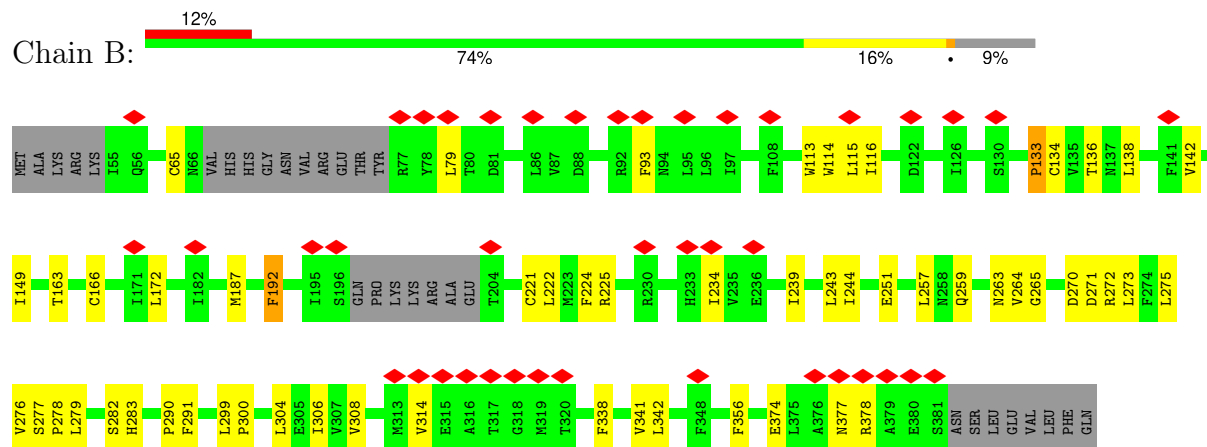 12%
Chain B:
74% 16% • 9%
MET ALA LYS ARG LYS I55 Q56 C65 N66 VAL HIS HIS GLY ASN VAL ARG GLU THR TYR R77 Y78 L79 T80 D81 L86 V87 D88 R92 F93 N94 L95 L96 I97 F108 W113 W114 L115 I116 D122 I126 S130 P133 C134 V135 T136 N137 L138 F141 V142
I149 T163 C166 I171 L172 I182 M187 F192 I195 S196 GLN PRO LYS LYS ARG ALA GLU T204 C221 L222 M223 F224 R225 R230 H233 I234 V235 E236 I239 L243 I244 E251 L257 N258 Q259 N263 V264 G265 D270 D271 R272 L273 F274 L275
V276 S277 P278 L279 S282 H283 P290 F291 L299 P300 L304 E305 I306 V307 V308 M313 V314 E315 A316 T317 G318 M319 T320 F338 V341 L342 F348 F356 E374 L375 A376 N377 R378 A379 E380 S381 ASN SER LEU GLU VAL LEU PHE GLN